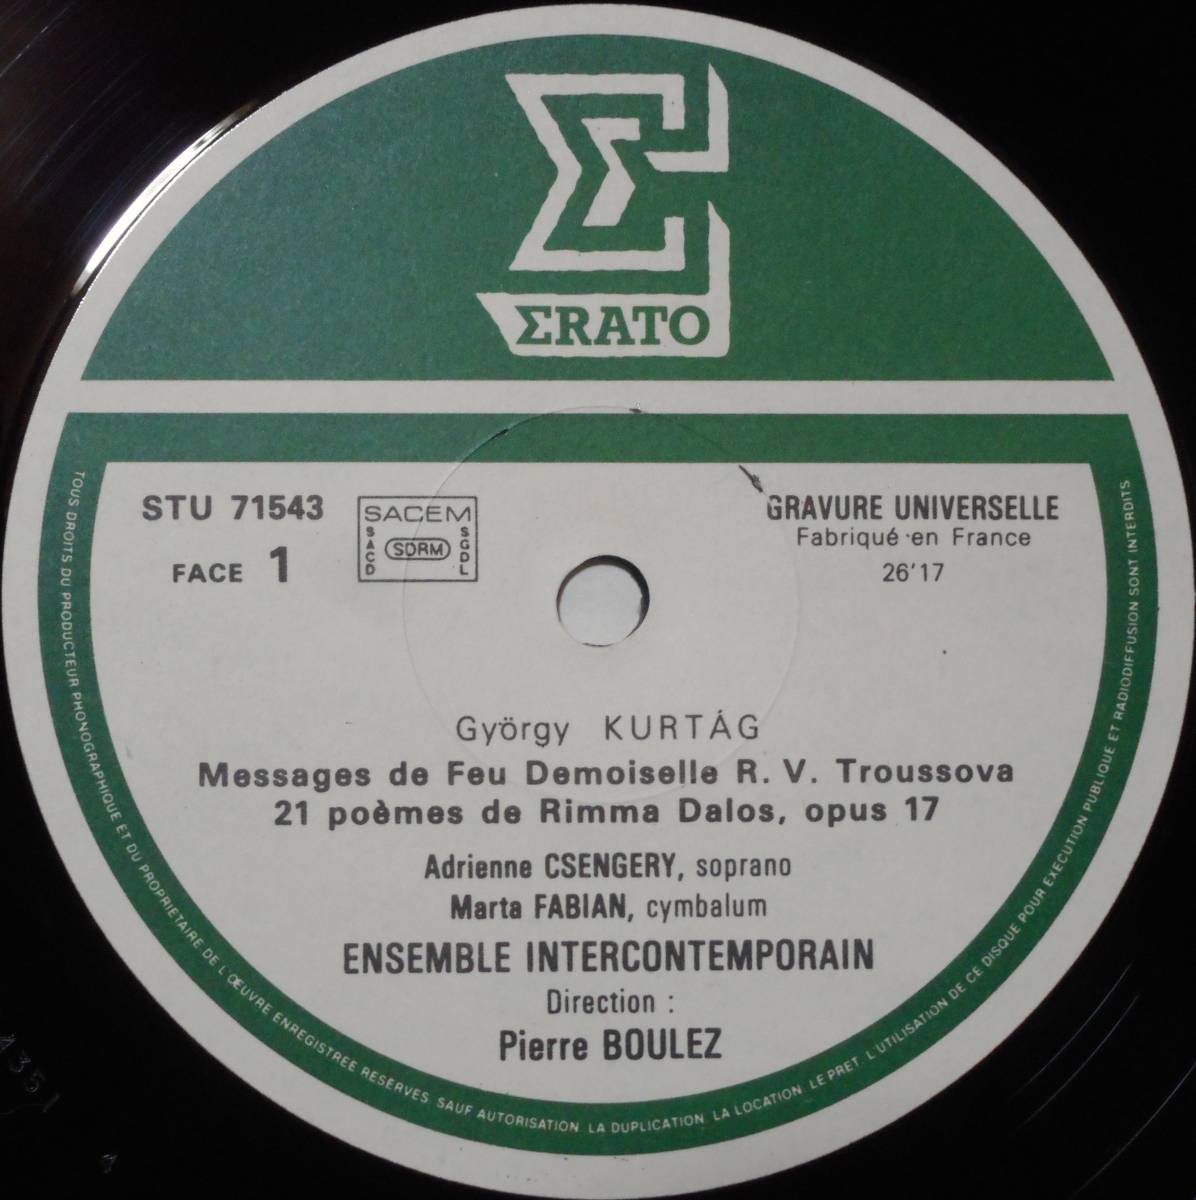 ΣRATO
STU 71543
FACE 1
SACEM
SACD
SDRM
SGDL
GRAVURE UNIVERSELLE
Fabriqué en France
26'17
György KURTÁG
Messages de Feu Demoiselle R. V. Troussova
21 poèmes de Rimma Dalos, opus 17
Adrienne CSENGERY, soprano
Marta FABIAN, cymbalum
ENSEMBLE INTERCONTEMPORAIN
Direction :
Pierre BOULEZ
TOUS DROITS DU PRODUCTEUR PHONOGRAPHIQUE ET DU PROPRIETAIRE DE L'ŒUVRE ENREGISTREE RESERVES. SAUF AUTORISATION LA DUPLICATION, LA LOCATION, LE PRET, L'UTILISATION DE CE DISQUE POUR EXECUTION PUBLIQUE ET RADIODIFFUSION SONT INTERDITS